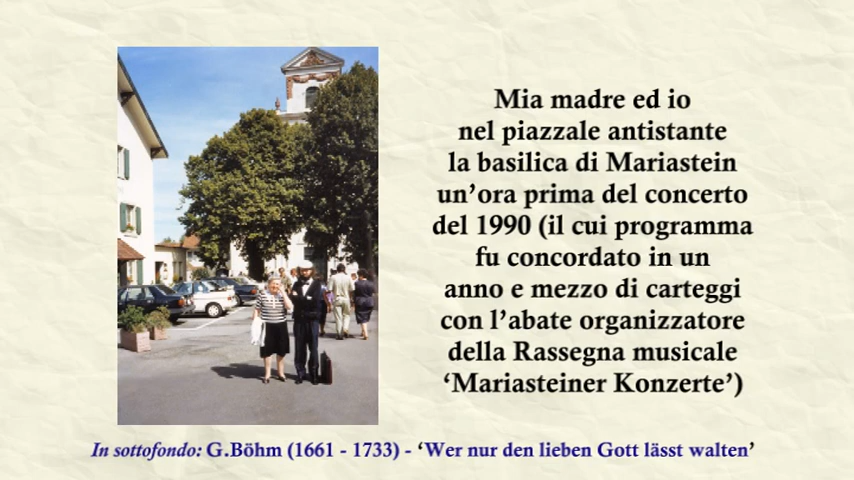 Mia madre ed io
nel piazzale antistante
la basilica di Mariastein
un’ora prima del concerto
del 1990 (il cui programma
fu concordato in un
anno e mezzo di carteggi
con l’abate organizzatore
della Rassegna musicale
‘Mariasteiner Konzerte’)
In sottofondo: G.Böhm (1661 - 1733) - ‘Wer nur den lieben Gott lässt walten’